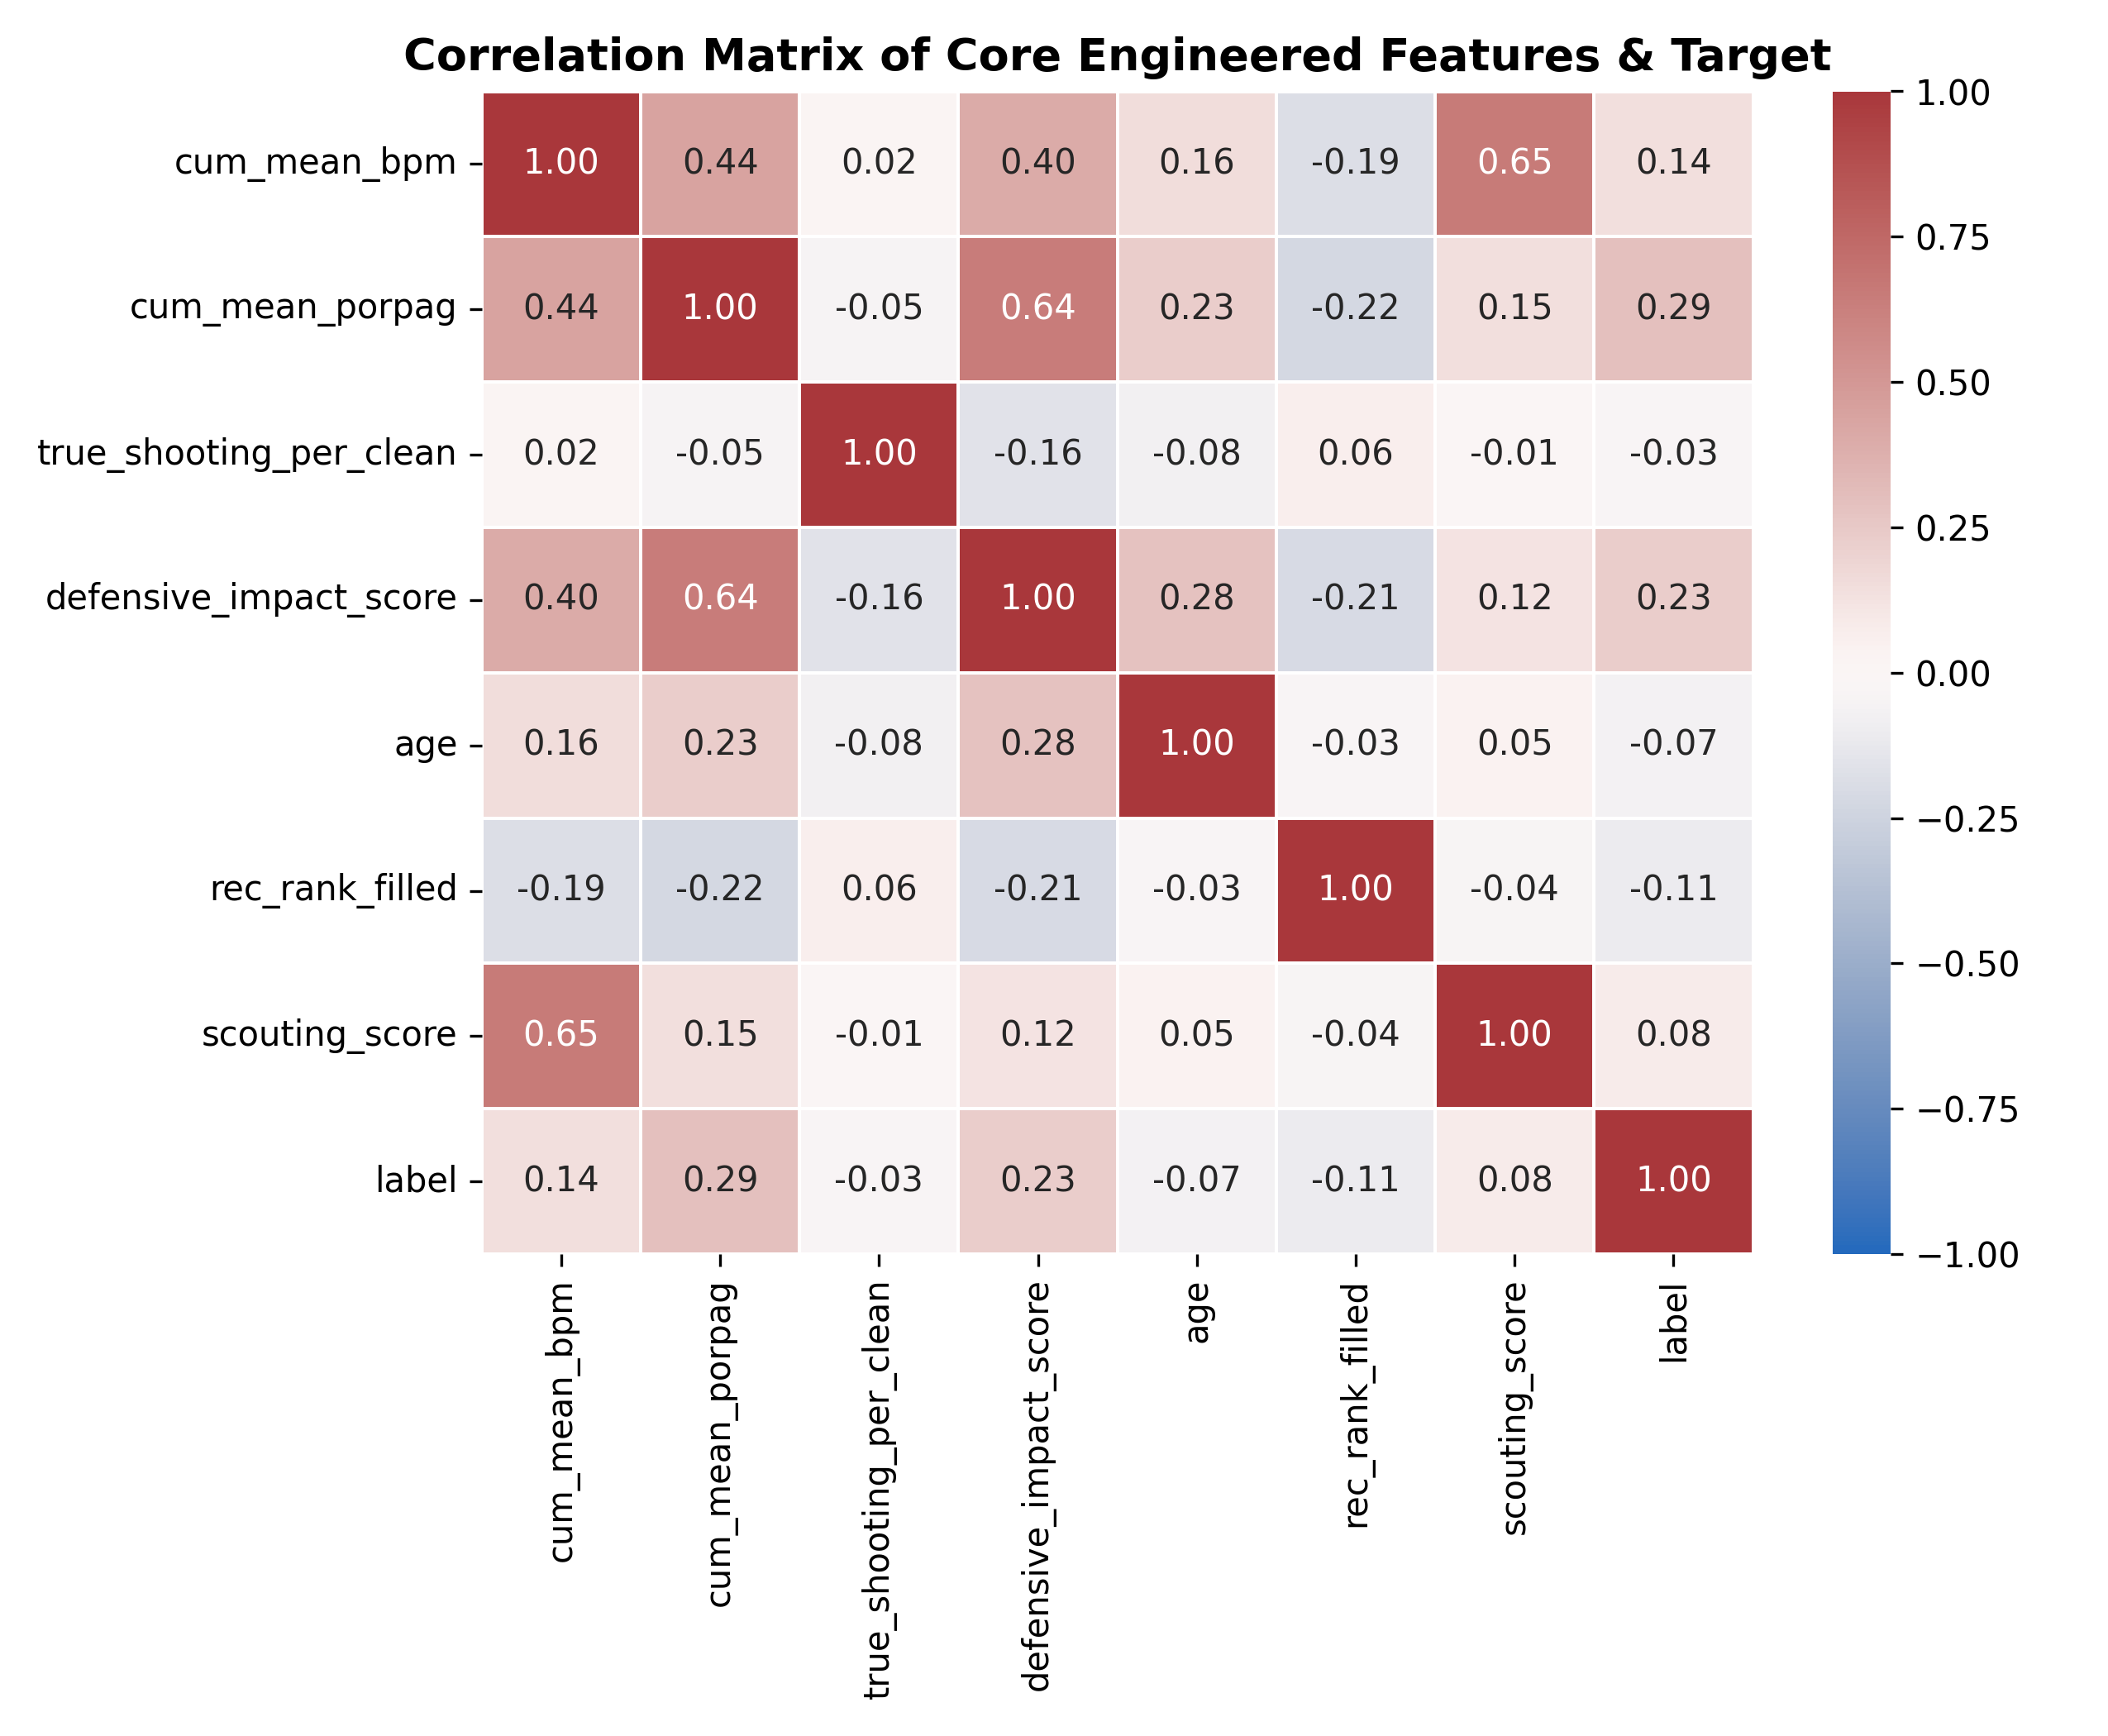 Correlation Matrix of Core Engineered Features & Target
cum_mean_bpm 1.00 0.44 0.02 0.40 0.16 -0.19 0.65 0.14
cum_mean_porpag 0.44 1.00 -0.05 0.64 0.23 -0.22 0.15 0.29
true_shooting_per_clean 0.02 -0.05 1.00 -0.16 -0.08 0.06 -0.01 -0.03
defensive_impact_score 0.40 0.64 -0.16 1.00 0.28 -0.21 0.12 0.23
age 0.16 0.23 -0.08 0.28 1.00 -0.03 0.05 -0.07
rec_rank_filled -0.19 -0.22 0.06 -0.21 -0.03 1.00 -0.04 -0.11
scouting_score 0.65 0.15 -0.01 0.12 0.05 -0.04 1.00 0.08
label 0.14 0.29 -0.03 0.23 -0.07 -0.11 0.08 1.00
cum_mean_bpm
cum_mean_porpag
true_shooting_per_clean
defensive_impact_score
age
rec_rank_filled
scouting_score
label
1.00
0.75
0.50
0.25
0.00
−0.25
−0.50
−0.75
−1.00